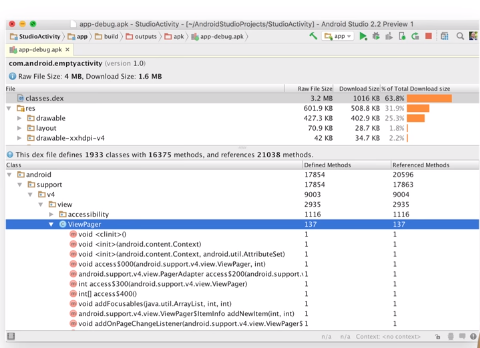 app-debug.apk - StudioActivity - [~/AndroidStudioProjects/StudioActivity] - Android Studio 2.2 Preview 1
StudioActivity app build outputs apk app-debug.apk app
app-debug.apk ×
com.android.emptyactivity (version 1.0)
Raw File Size: 4 MB, Download Size: 1.6 MB
File Raw File Size Download Size % of Total Download size
classes.dex 3.2 MB 1016 KB 63.8%
res 601.9 KB 508.8 KB 31.9%
drawable 427.3 KB 402.9 KB 25.3%
layout 70.9 KB 28.7 KB 1.8%
drawable-xxhdpi-v4 42 KB 34.7 KB 2.2%
This dex file defines 1933 classes with 16375 methods, and references 21038 methods.
Class Defined Methods Referenced Methods
android 17854 20596
support 17854 17863
v4 9003 9004
view 2935 2935
accessibility 1116 1116
ViewPager 137 137
void <clinit>() 1 1
void <init>(android.content.Context) 1 1
void <init>(android.content.Context, android.util.AttributeSet) 1 1
void access$000(android.support.v4.view.ViewPager, int) 1 1
android.support.v4.view.PagerAdapter access$200(android.support. 1 1
int access$300(android.support.v4.view.ViewPager) 1 1
int[] access$400() 1 1
void addFocusables(java.util.ArrayList, int, int) 1 1
android.support.v4.view.ViewPager$ItemInfo addNewItem(int, int) 1 1
void addOnPageChangeListener(android.support.v4.view.ViewPager$ 1 1
n/a n/a Context: <no context>